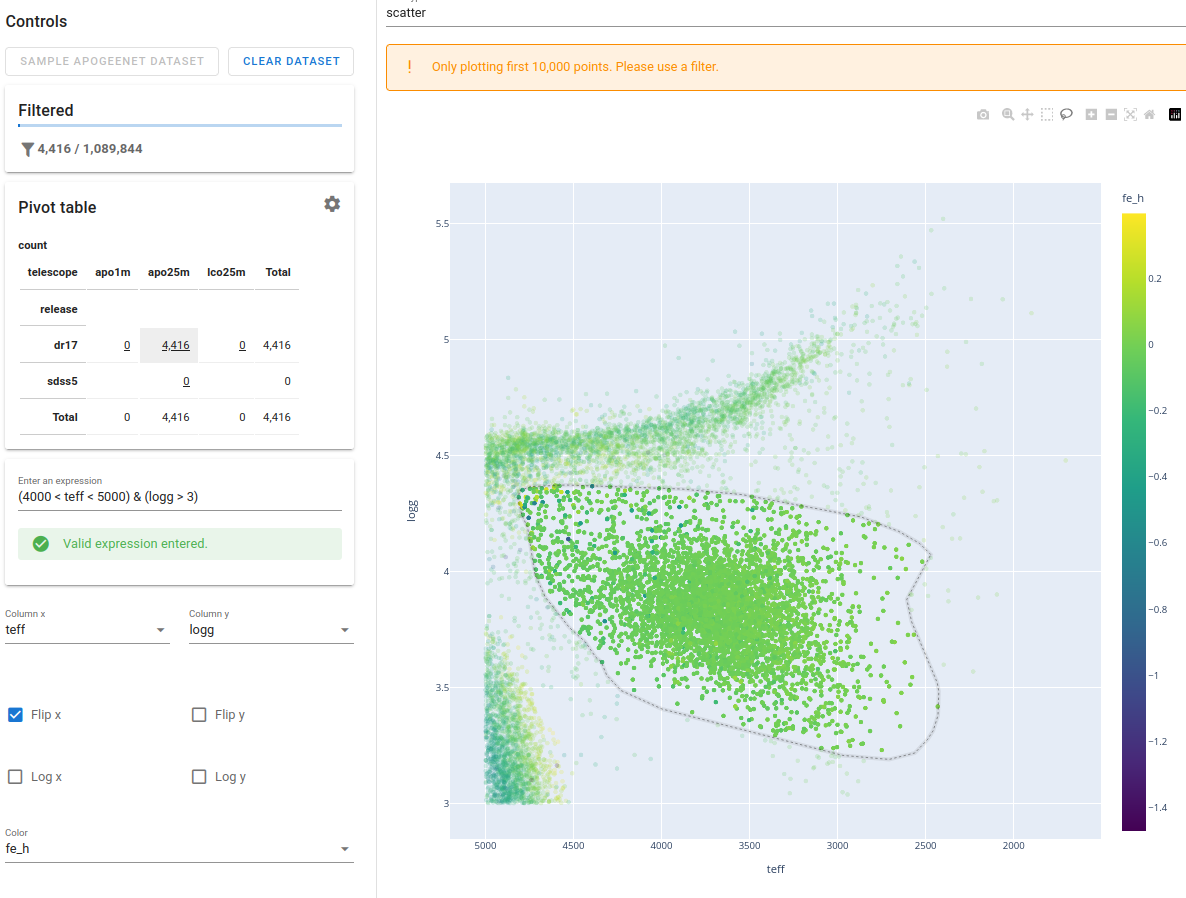 Controls
scatter
SAMPLE APOGEENET DATASET
CLEAR DATASET
! Only plotting first 10,000 points. Please use a filter.
Filtered
4,416 / 1,089,844
Pivot table
count
telescope apo1m apo25m lco25m Total
release
dr17 0 4,416 0 4,416
sdss5 0 0
Total 0 4,416 0 4,416
Enter an expression
(4000 < teff < 5000) & (logg > 3)
Valid expression entered.
Column x
teff
Column y
logg
Flip x
Flip y
Log x
Log y
Color
fe_h
5.5
5
4.5
4
3.5
3
logg
5000 4500 4000 3500 3000 2500 2000
teff
fe_h
0.2
0
−0.2
−0.4
−0.6
−0.8
−1
−1.2
−1.4